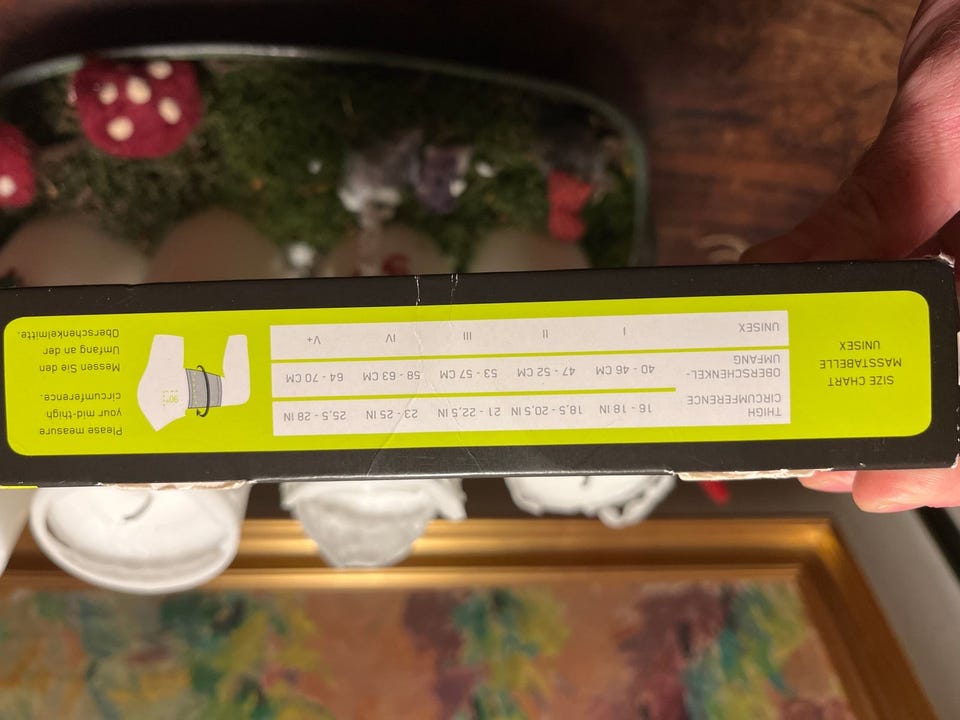 SIZE CHART
MASSTABELLE
UNISEX
THIGH CIRCUMFERENCE 16 - 18 IN 18,5 - 20,5 IN 21 - 22,5 IN 23 - 25 IN 25,5 - 28 IN
OBERSCHENKEL-UMFANG 40 - 46 CM 47 - 52 CM 53 - 57 CM 58 - 63 CM 64 - 70 CM
UNISEX I II III IV V+
90°
Please measure
your mid-thigh
circumference.
Messen Sie den
Umfang an der
Oberschenkelmitte.